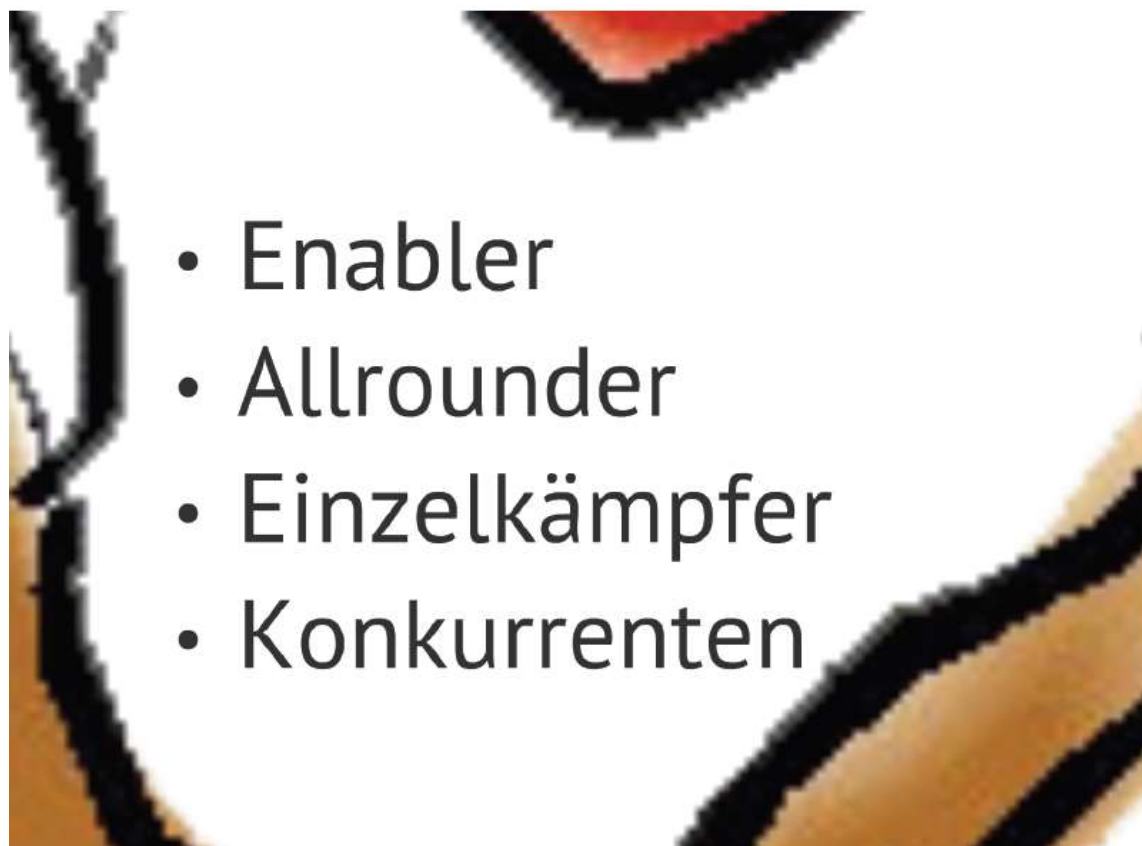 • Enabler
• Allrounder
• Einzelkämpfer
• Konkurrenten